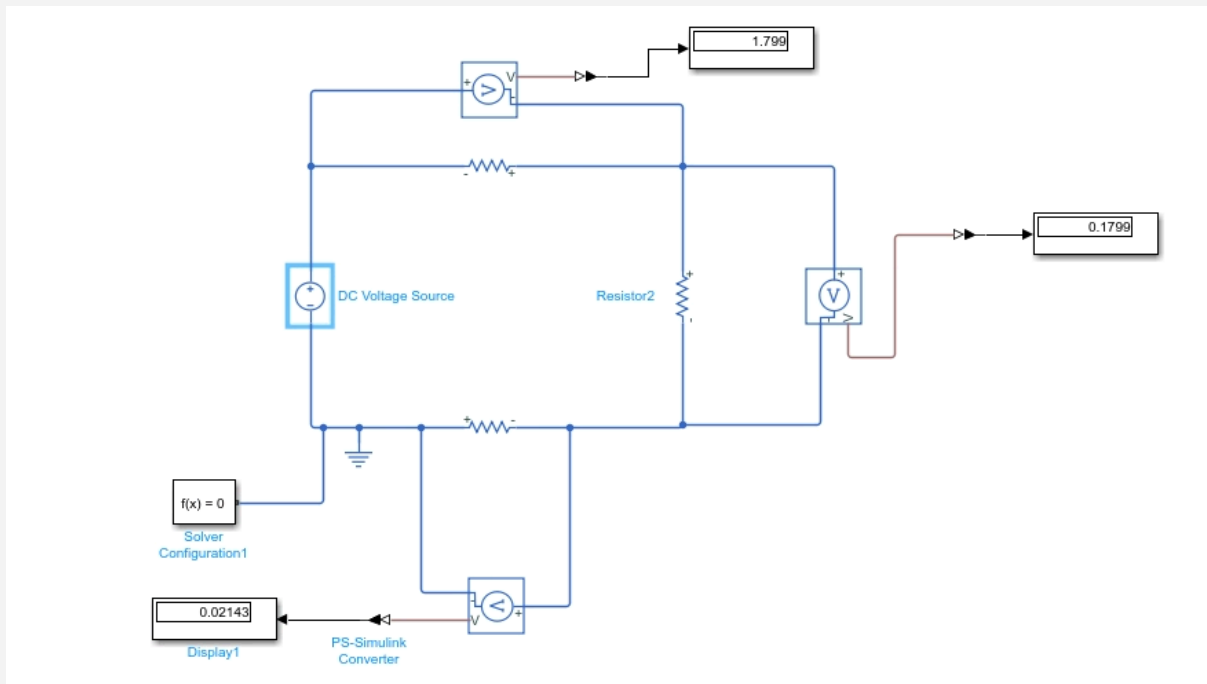 1.799
+
V
-
-
+
0.1799
+
DC Voltage Source
+
-
Resistor2
+
-
+
V
-
V
+
-
f(x) = 0
Solver
Configuration1
0.02143
Display1
PS-Simulink
Converter
-
V
+